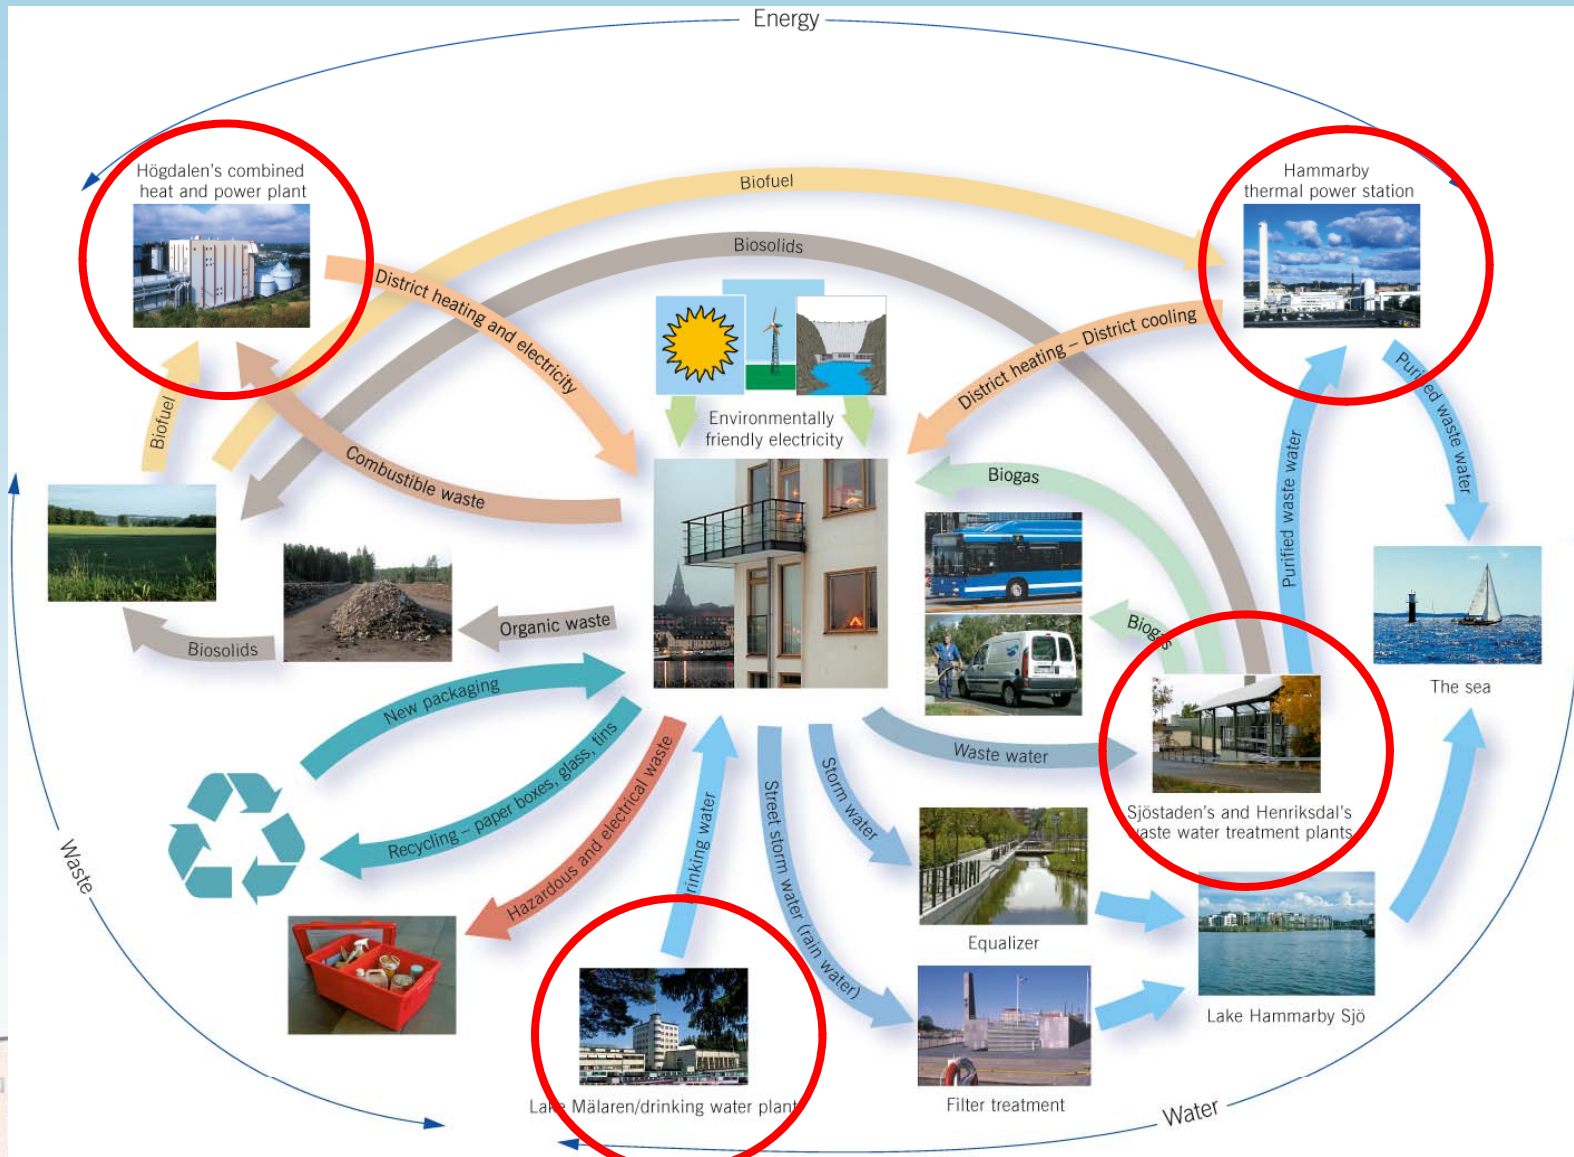 Energy
Högdalen's combined
heat and power plant
Hammarby
thermal power station
Biofuel
Biosolids
District heating and electricity
District heating – District cooling
Purified waste water
Environmentally
friendly electricity
Biofuel
Combustible waste
Biogas
Purified waste water
Organic waste
Biogas
Biosolids
New packaging
The sea
Waste water
Recycling – paper boxes, glass, tins
Hazardous and electrical waste
Drinking water
Street storm water (rain water)
Storm water
Sjöstaden's and Henriksdal's
waste water treatment plants
Waste
Equalizer
Lake Hammarby Sjö
Lake Mälaren/drinking water plant
Filter treatment
Water